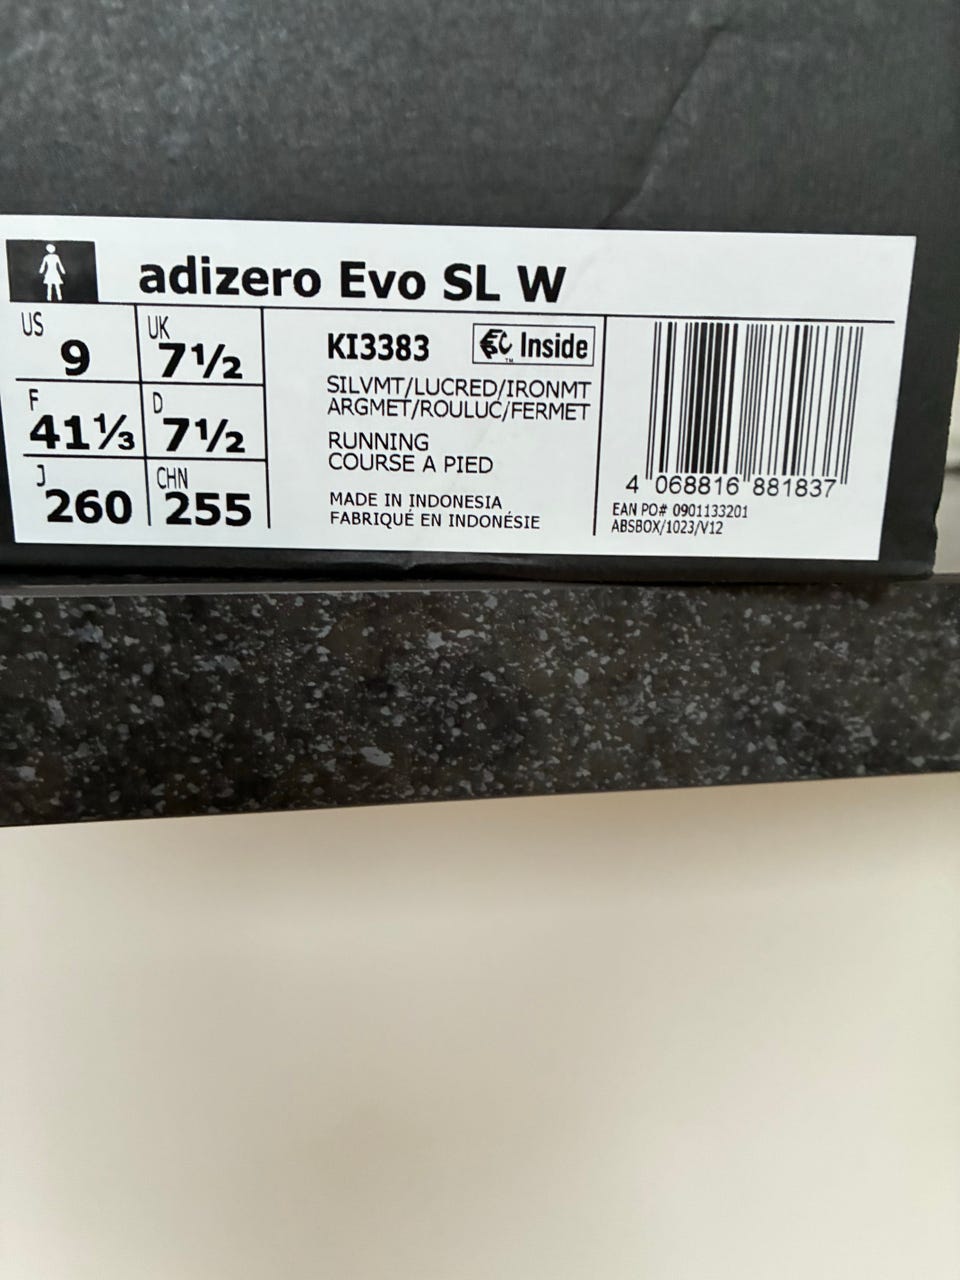 adizero Evo SL W
US 9
UK 7½
F 41⅓
D 7½
J 260
CHN 255
KI3383
EC Inside
TM
SILVMT/LUCRED/IRONMT
ARGMET/ROULUC/FERMET
RUNNING
COURSE A PIED
MADE IN INDONESIA
FABRIQUÉ EN INDONÉSIE
4 068816 881837
EAN PO# 0901133201
ABSBOX/1023/V12